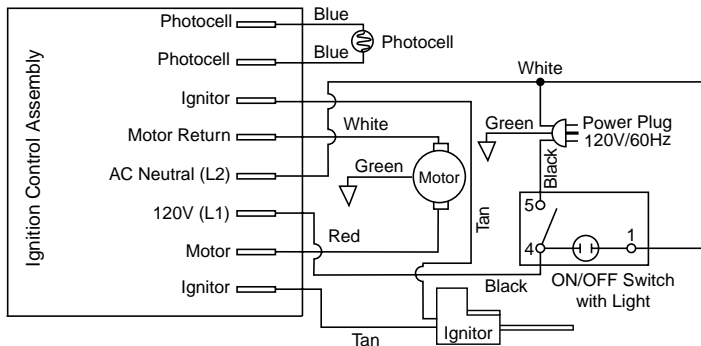 Ignition Control Assembly
Photocell
Photocell
Ignitor
Motor Return
AC Neutral (L2)
120V (L1)
Motor
Ignitor
Blue
Blue
Photocell
White
Green
Motor
Red
Tan
Tan
Ignitor
White
Green
Power Plug
120V/60Hz
Black
5
4
1
Black
ON/OFF Switch
with Light